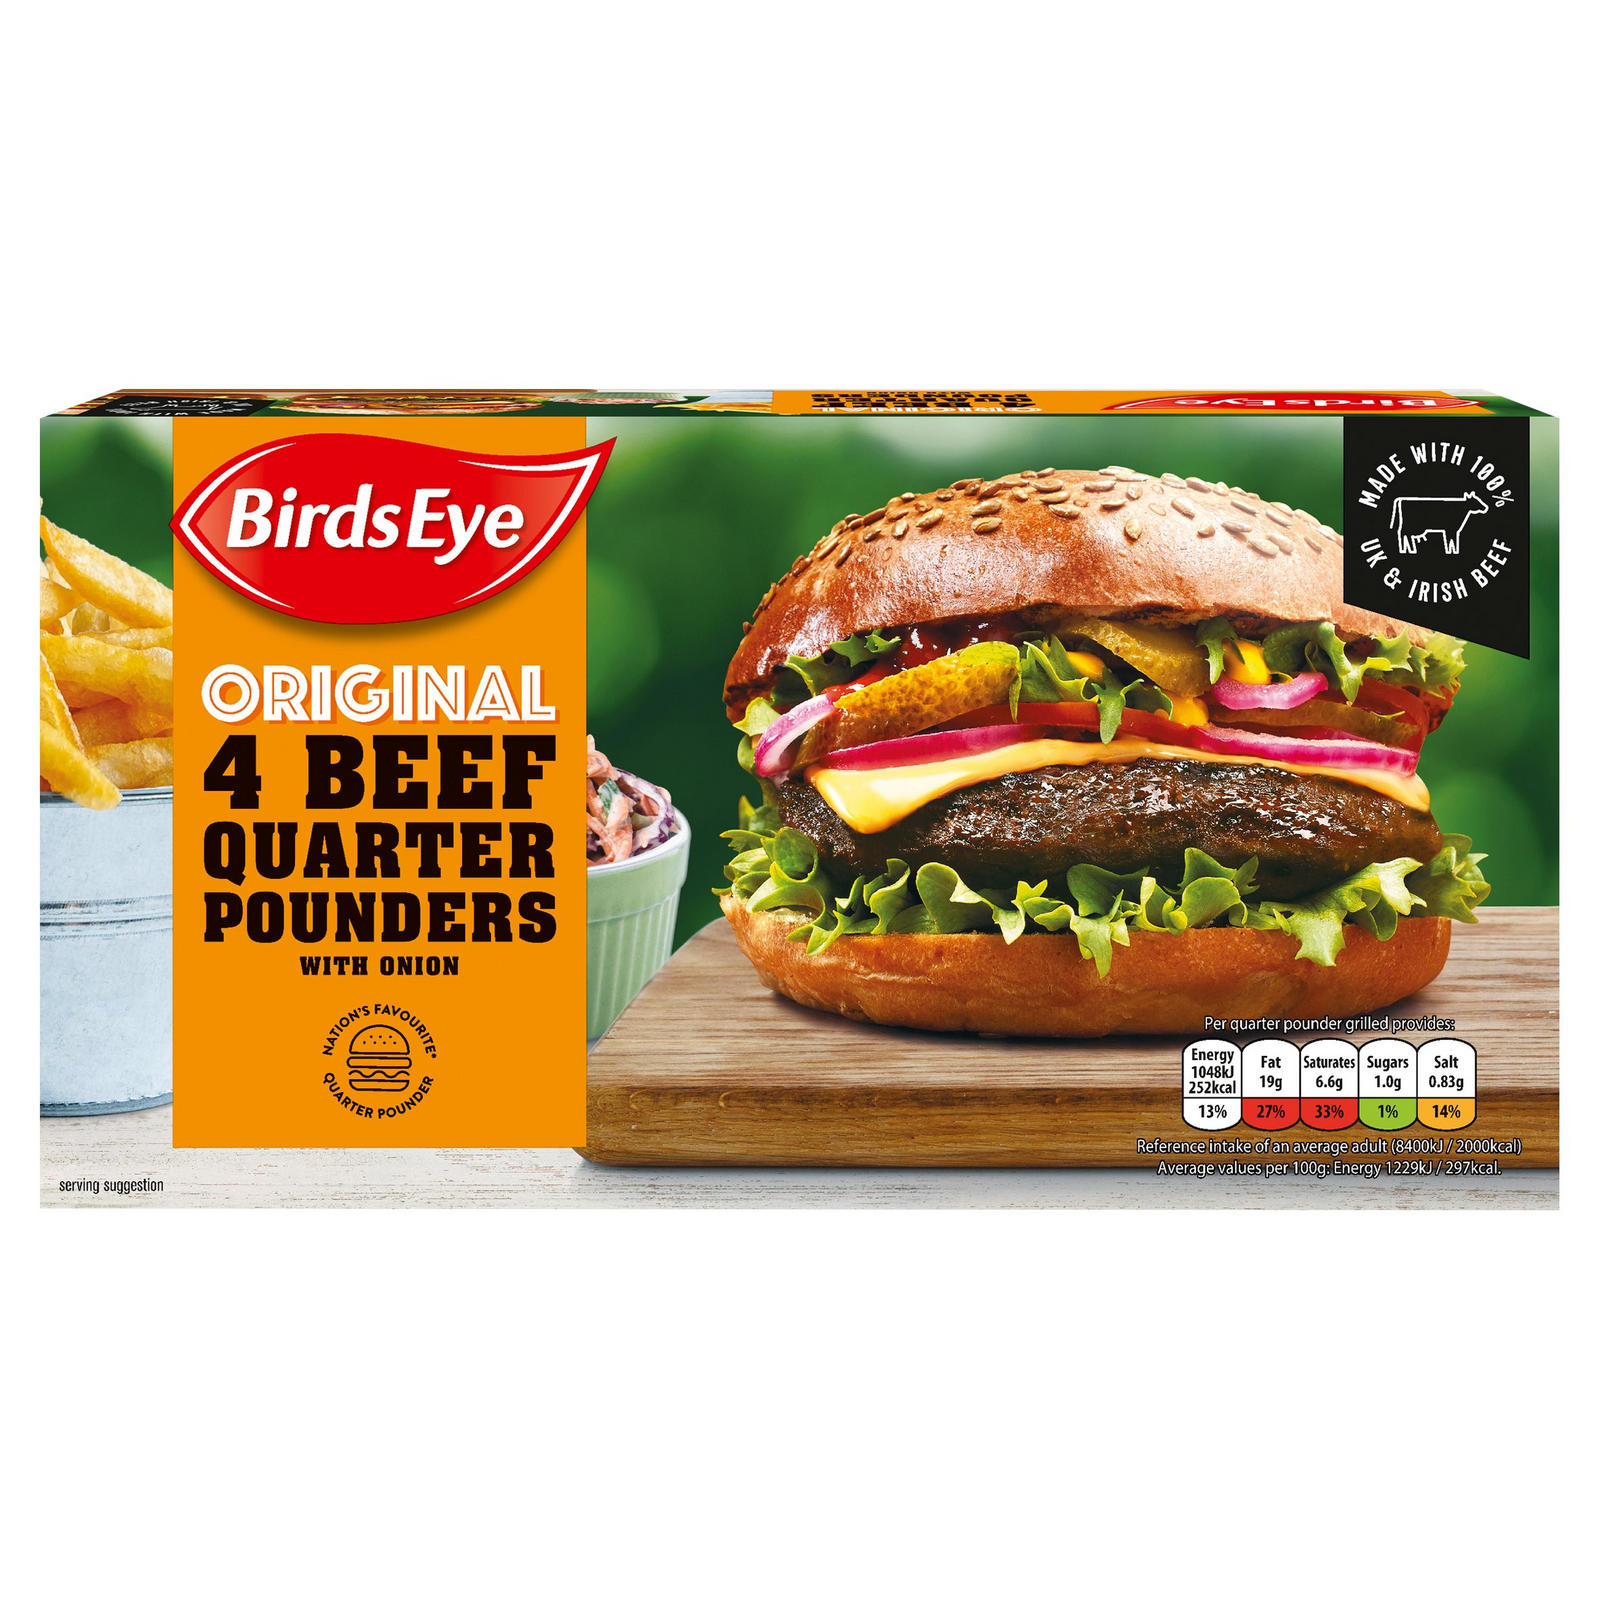 BirdsEye
ORIGINAL
BirdsEye
ORIGINAL
4 BEEF
QUARTER
POUNDERS
WITH ONION
NATION'S FAVOURITE*
QUARTER POUNDER
serving suggestion
MADE WITH 100%
UK & IRISH BEEF
Per quarter pounder grilled provides:
Energy 1048kJ 252kcal 13%
Fat 19g 27%
Saturates 6.6g 33%
Sugars 1.0g 1%
Salt 0.83g 14%
Reference intake of an average adult (8400kJ / 2000kcal)
Average values per 100g: Energy 1229kJ / 297kcal.